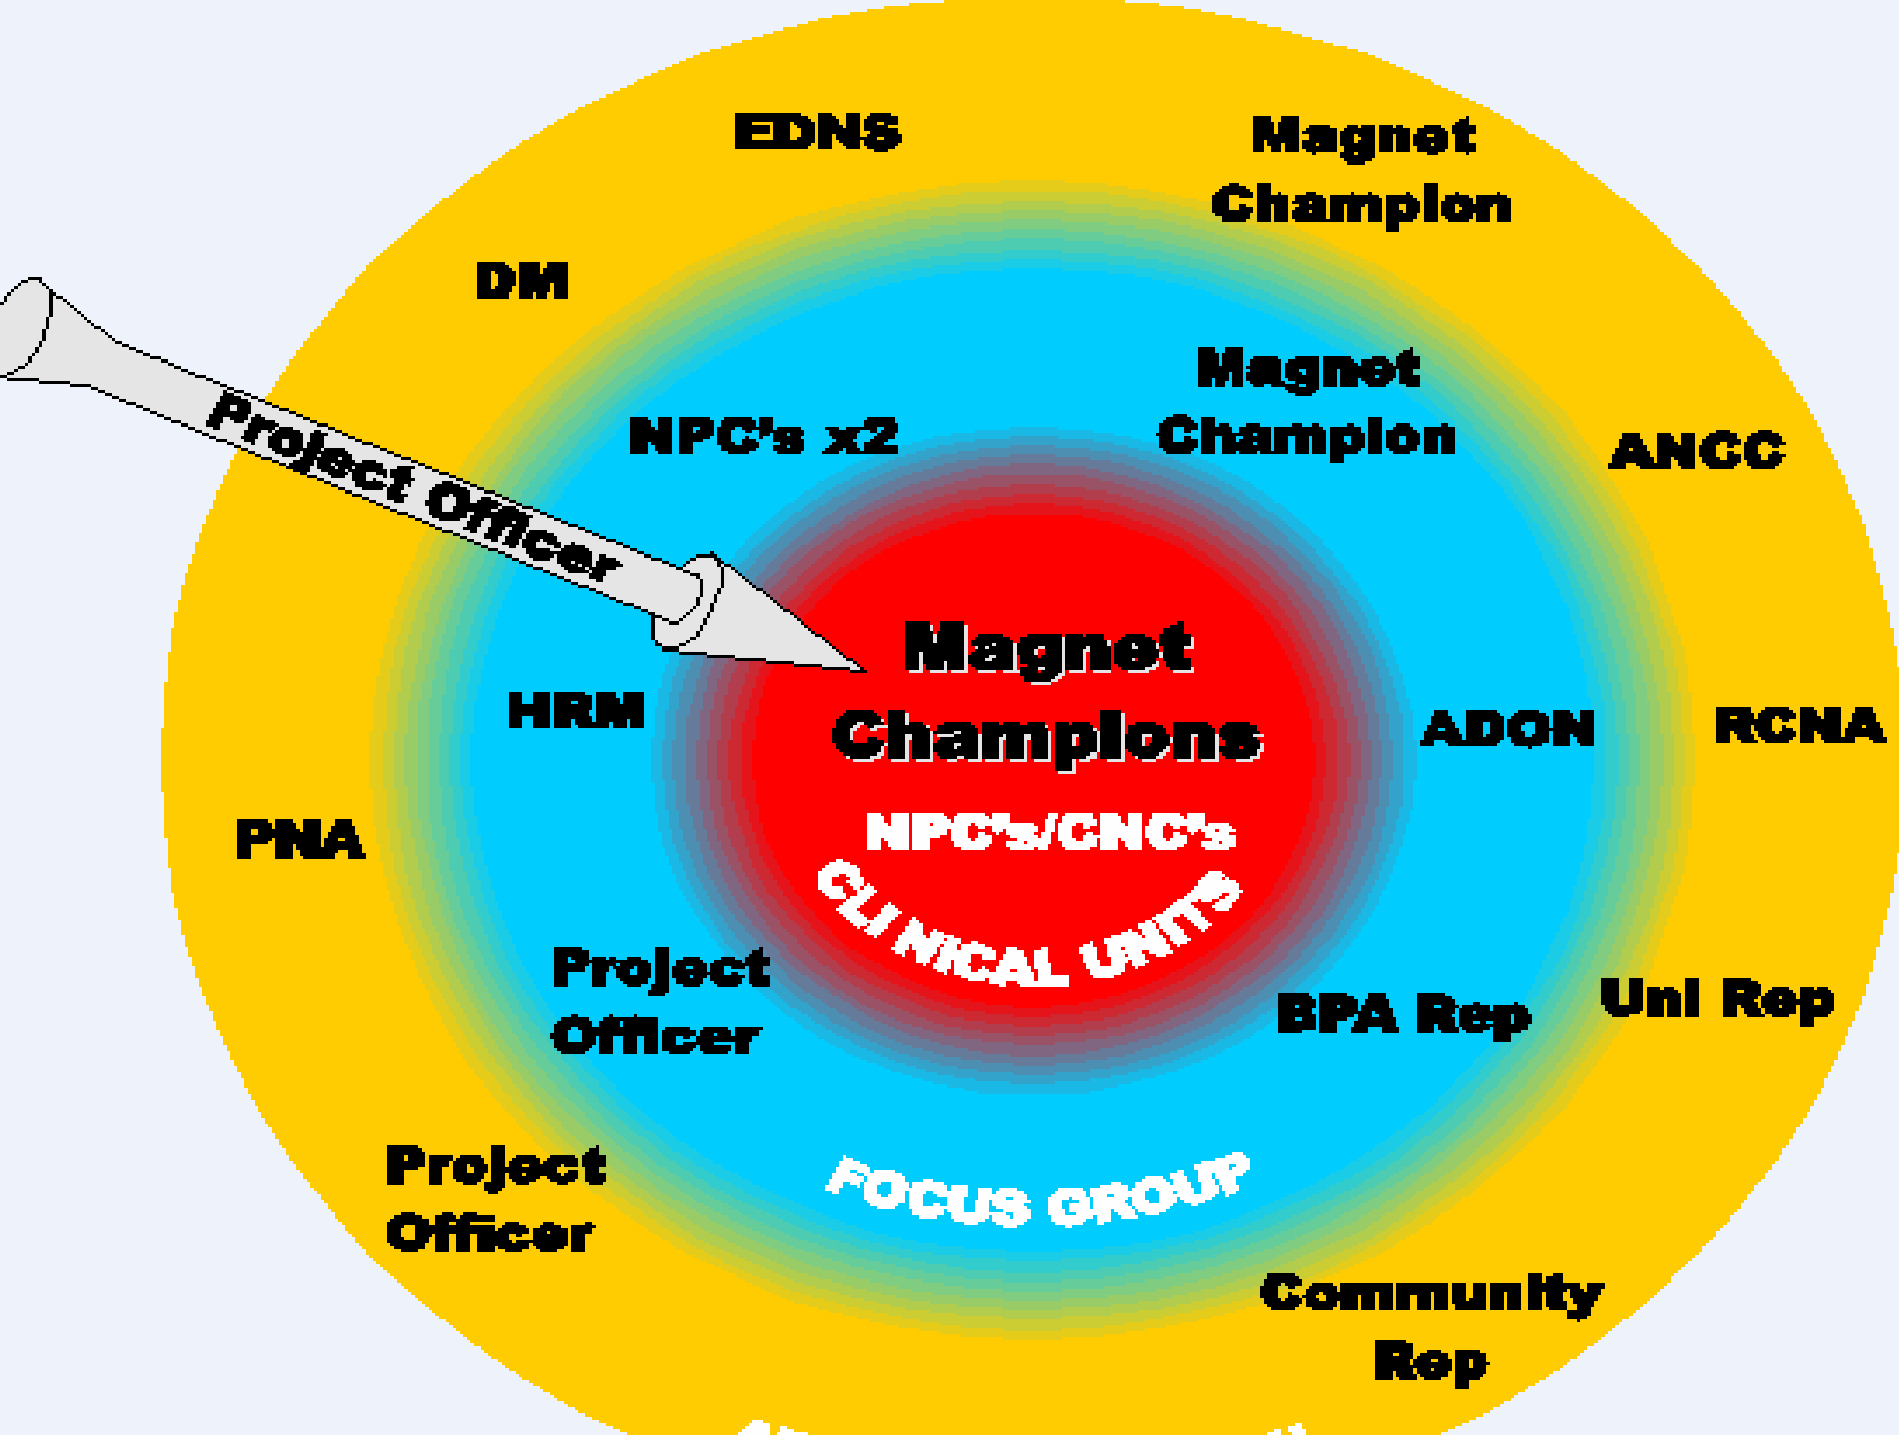 EDNS
Magnet
Champion
DM
Magnet
Champion
NPC's x2
ANCC
Project Officer
Magnet
Champions
HRM
ADON
RCNA
NPC's/CNC's
PNA
CLINICAL UNITS
Project
Officer
BPA Rep
Uni Rep
FOCUS GROUP
Project
Officer
Community
Rep